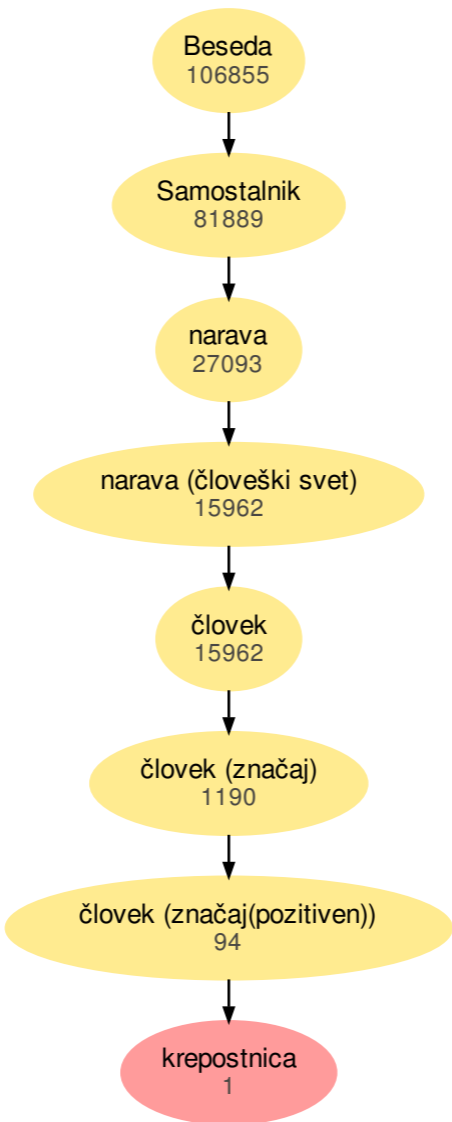 Beseda
106855
Samostalnik
81889
narava
27093
narava (človeški svet)
15962
človek
15962
človek (značaj)
1190
človek (značaj(pozitiven))
94
krepostnica
1